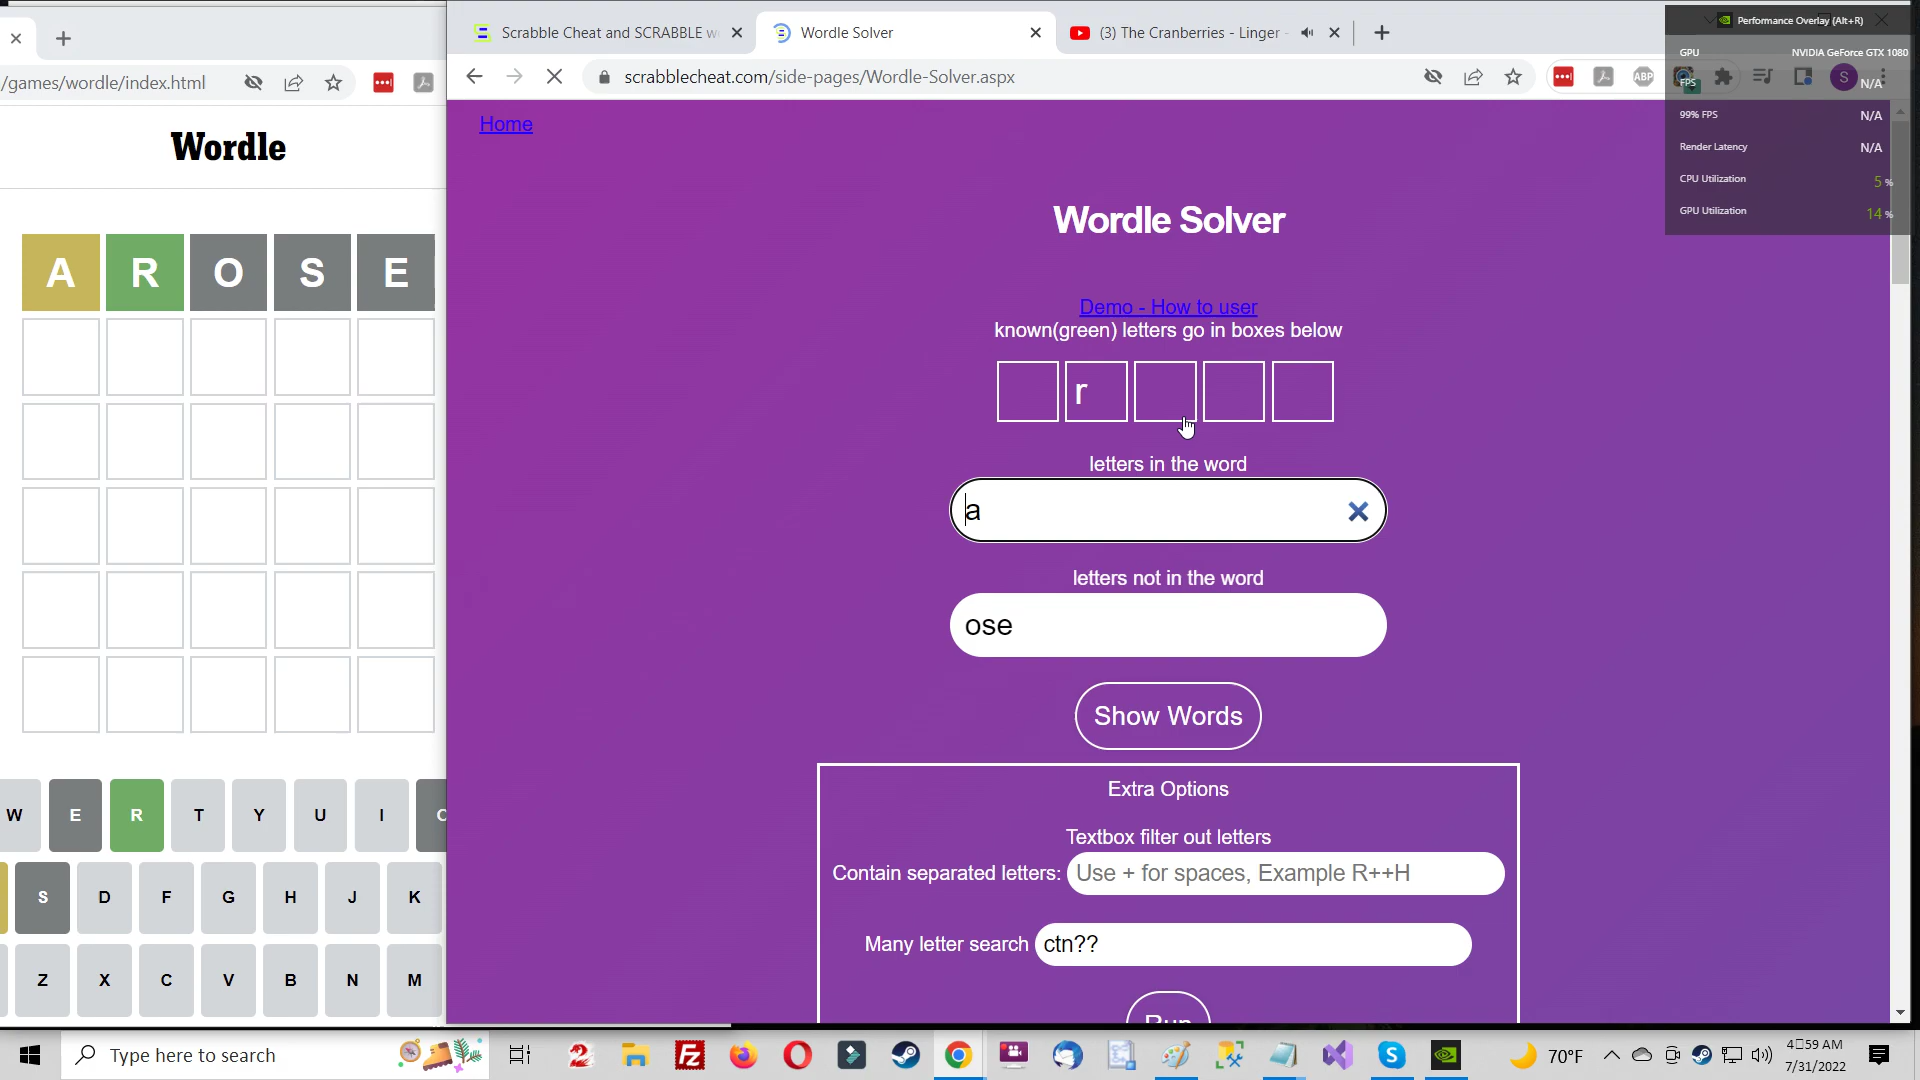 Scrabble Cheat and SCRABBLE w
Wordle Solver
(3) The Cranberries - Linger -
Performance Overlay (Alt+R)
/games/wordle/index.html
scrabblecheat.com/side-pages/Wordle-Solver.aspx
ABP
S
GPU
NVIDIA GeForce GTX 1080
FPS
N/A
99% FPS
N/A
Render Latency
N/A
CPU Utilization
5 %
GPU Utilization
14 %
Wordle
A R O S E
W E R T Y U I
S D F G H J K
Z X C V B N M
Home
Wordle Solver
Demo - How to user
known(green) letters go in boxes below
r
letters in the word
a
letters not in the word
ose
Show Words
Extra Options
Textbox filter out letters
Contain separated letters: Use + for spaces, Example R++H
Many letter search ctn??
Run
Type here to search
70°F
4:59 AM
7/31/2022